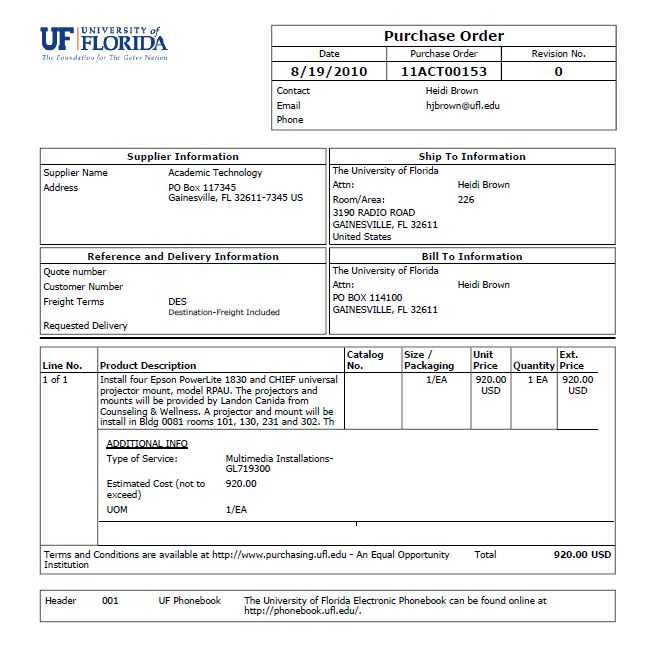 UF UNIVERSITY of
FLORIDA
The Foundation for The Gator Nation
Purchase Order
Date Purchase Order Revision No.
8/19/2010 11ACT00153 0
Contact Heidi Brown
Email hjbrown@ufl.edu
Phone
Supplier Information
Supplier Name Academic Technology
Address PO Box 117345
Gainesville, FL 32611-7345 US
Ship To Information
The University of Florida
Attn: Heidi Brown
Room/Area: 226
3190 RADIO ROAD
GAINESVILLE, FL 32611
United States
Reference and Delivery Information
Quote number
Customer Number
Freight Terms DES
Destination-Freight Included
Requested Delivery
Bill To Information
The University of Florida
Attn: Heidi Brown
PO BOX 114100
GAINESVILLE, FL 32611
Line No. Product Description Catalog No. Size / Packaging Unit Price Quantity Ext. Price
1 of 1 Install four Epson PowerLite 1830 and CHIEF universal 1/EA 920.00 1 EA 920.00
projector mount, model RPAU. The projectors and USD USD
mounts will be provided by Landon Canida from
Counseling & Wellness. A projector and mount will be
install in Bldg 0081 rooms 101, 130, 231 and 302. Th
ADDITIONAL INFO
Type of Service: Multimedia Installations-
GL719300
Estimated Cost (not to 920.00
exceed)
UOM 1/EA
Terms and Conditions are available at http://www.purchasing.ufl.edu - An Equal Opportunity Total 920.00 USD
Institution
Header 001 UF Phonebook The University of Florida Electronic Phonebook can be found online at
http://phonebook.ufl.edu/.